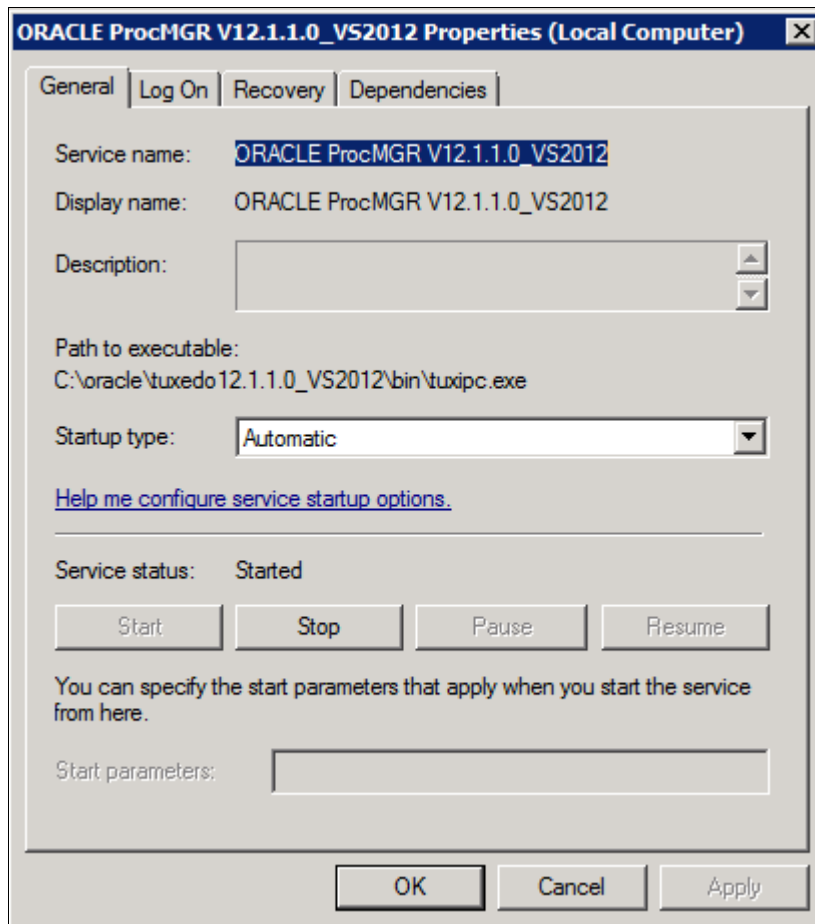 ORACLE ProcMGR V12.1.1.0_VS2012 Properties (Local Computer)
General Log On Recovery Dependencies
Service name: ORACLE ProcMGR V12.1.1.0_VS2012
Display name: ORACLE ProcMGR V12.1.1.0_VS2012
Description:
Path to executable:
C:\oracle\tuxedo12.1.1.0_VS2012\bin\tuxipc.exe
Startup type: Automatic
Help me configure service startup options.
Service status: Started
Start Stop Pause Resume
You can specify the start parameters that apply when you start the service
from here.
Start parameters:
OK Cancel Apply